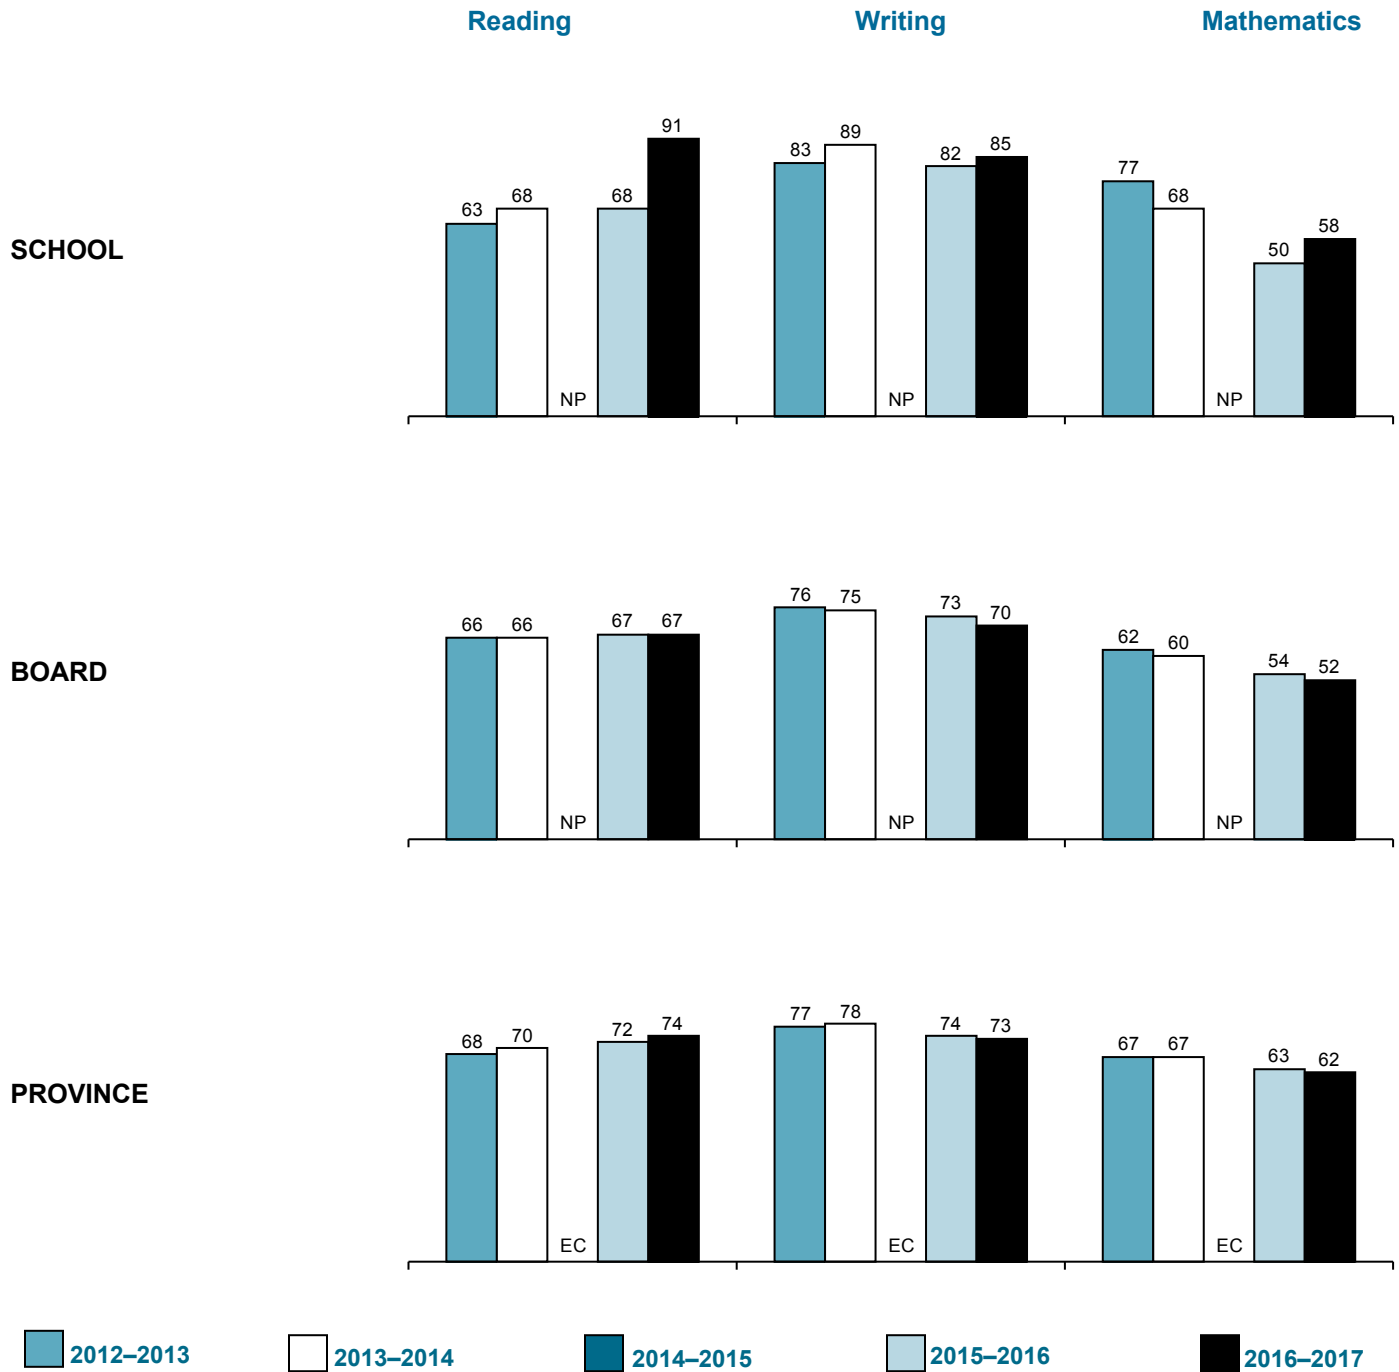 Reading Writing Mathematics
91
89
83 82 85
77
63 68 68 68
58
50
SCHOOL
NP NP NP
76 75 73
66 66 67 67 70
62 60
54 52
BOARD
NP NP NP
77 78
68 70 72 74 74 73
67 67 63 62
PROVINCE
EC EC EC
2012–2013 2013–2014 2014–2015 2015–2016 2016–2017